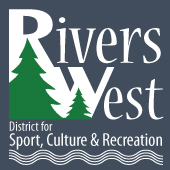 Rivers
West
District for
Sport, Culture & Recreation